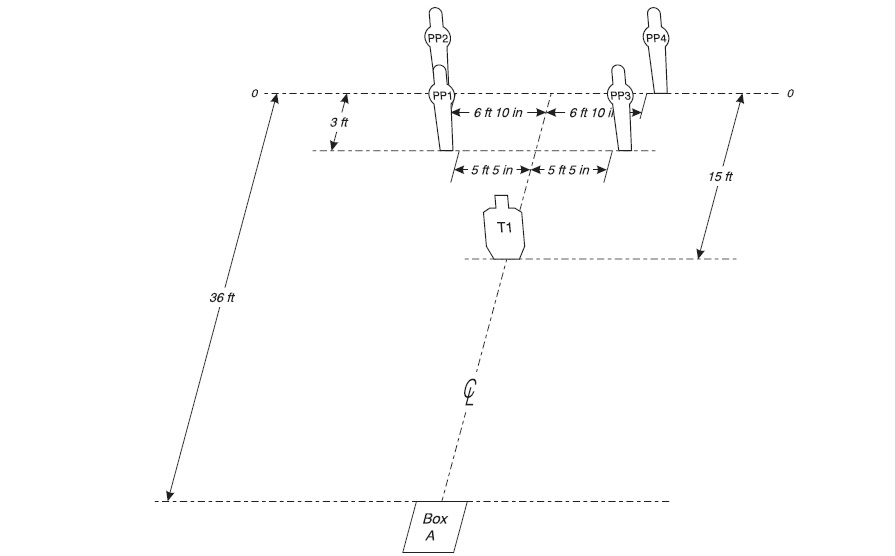 PP2
PP4
0
PP1
PP3
0
6 ft 10 in
6 ft 10 in
3 ft
5 ft 5 in
5 ft 5 in
15 ft
T1
36 ft
℄
Box
A